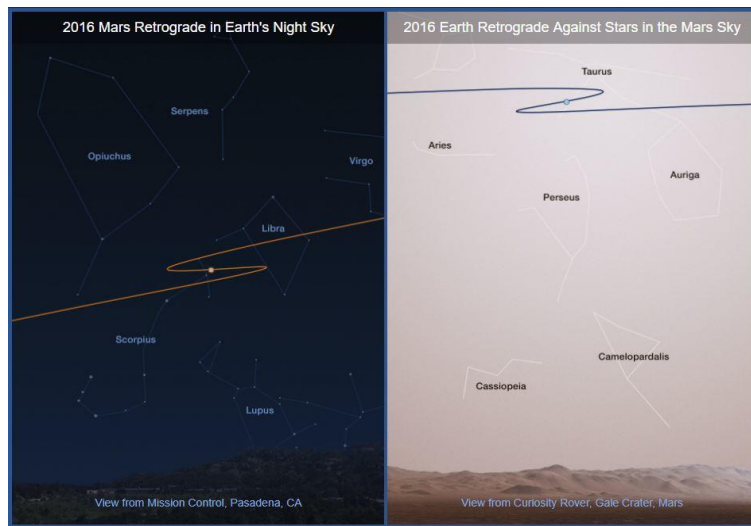 2016 Mars Retrograde in Earth's Night Sky
Serpens
Opiuchus
Virgo
Libra
Scorpius
Lupus
View from Mission Control, Pasadena, CA
2016 Earth Retrograde Against Stars in the Mars Sky
Taurus
Aries
Auriga
Perseus
Camelopardalis
Cassiopeia
View from Curiosity Rover, Gale Crater, Mars